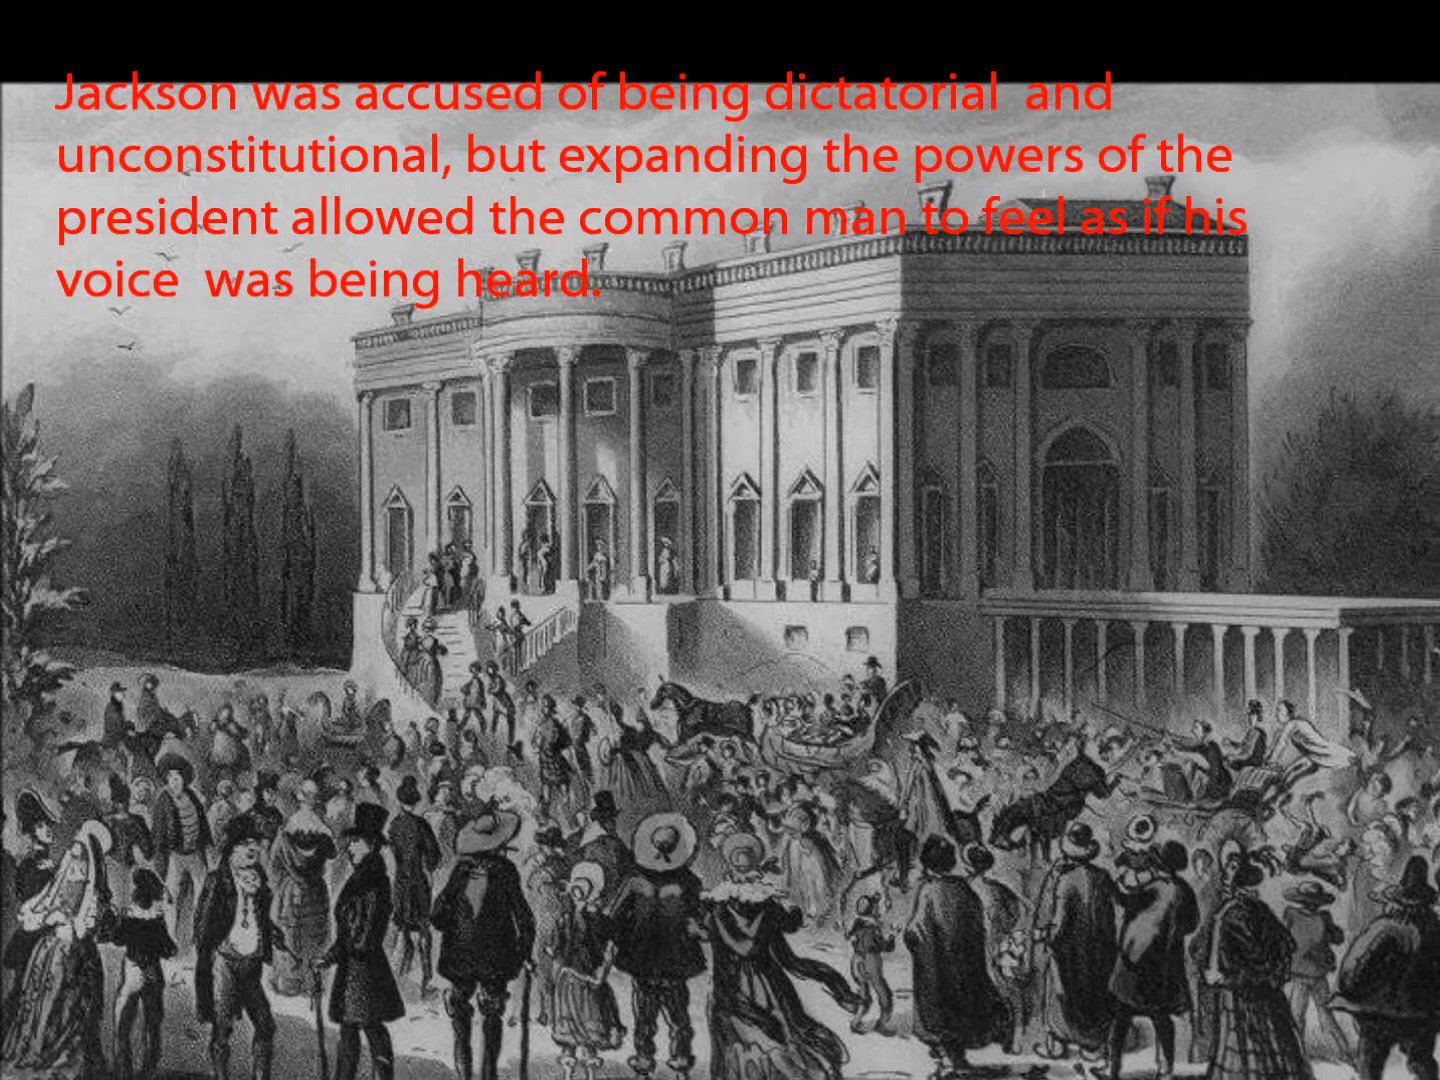 Jackson was accused of being dictatorial  and
unconstitutional, but expanding the powers of the
president allowed the common man to feel as if his
voice  was being heard.